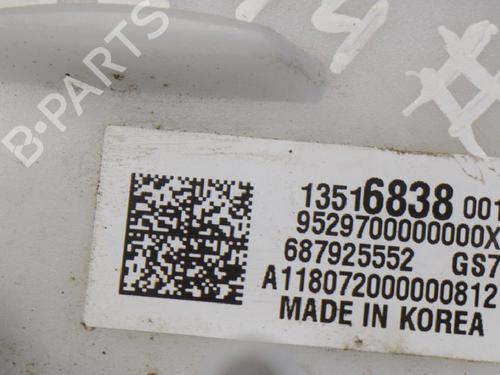 B-PARTS
13516838 001
9529700000000X
687925552 GS7
A118072000000812
MADE IN KOREA